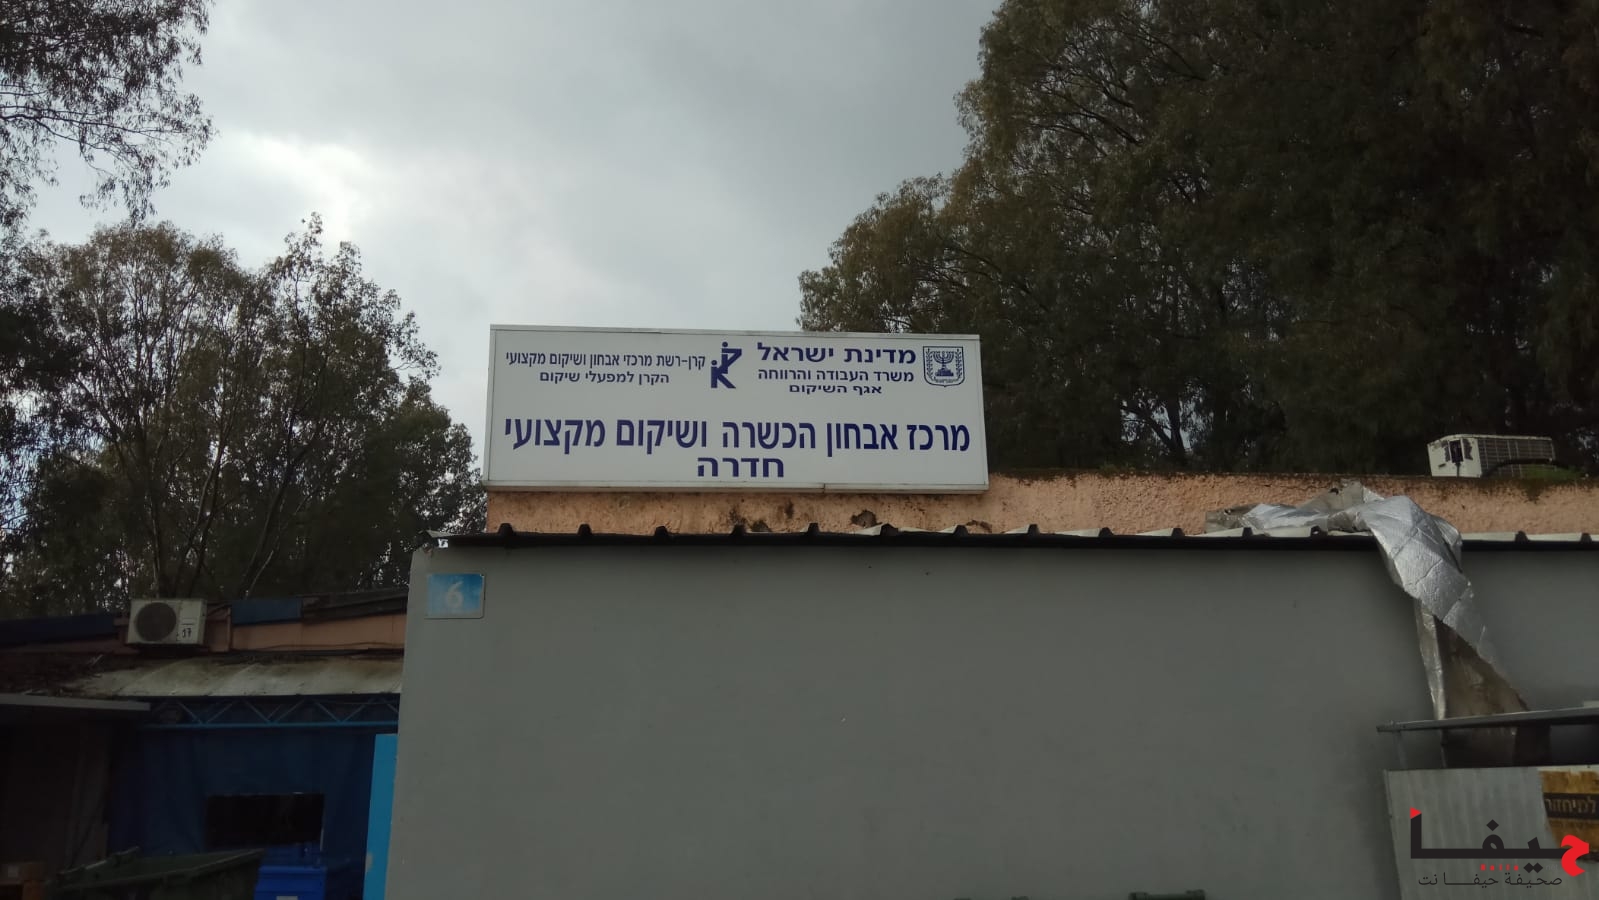 מדינת ישראל
משרד העבודה והרווחה
אגף השיקום
קרן-רשת מרכזי אבחון ושיקום מקצועי
הקרן למפעלי שיקום
מרכז אבחון הכשרה ושיקום מקצועי
חדרה
6
למיחזור
حيفا
صحيفة حيفا نت